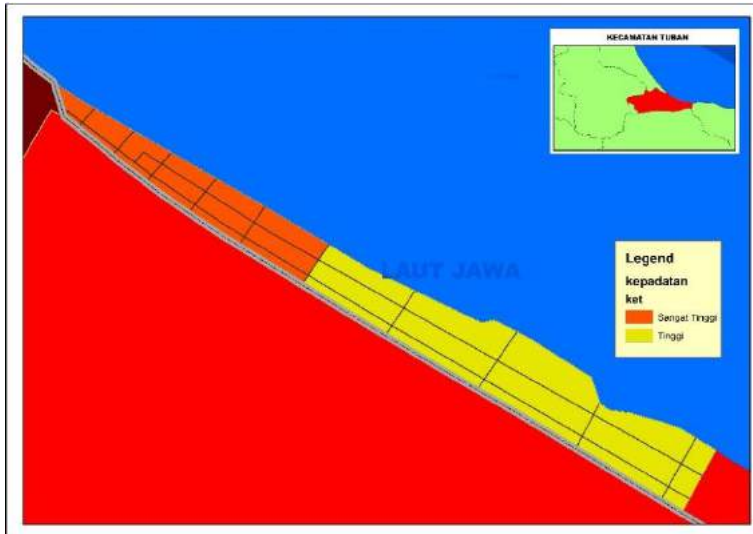 KECAMATAN TUBAN
LAUT JAWA
Legend
kepadatan
ket
Sangat Tinggi
Tinggi